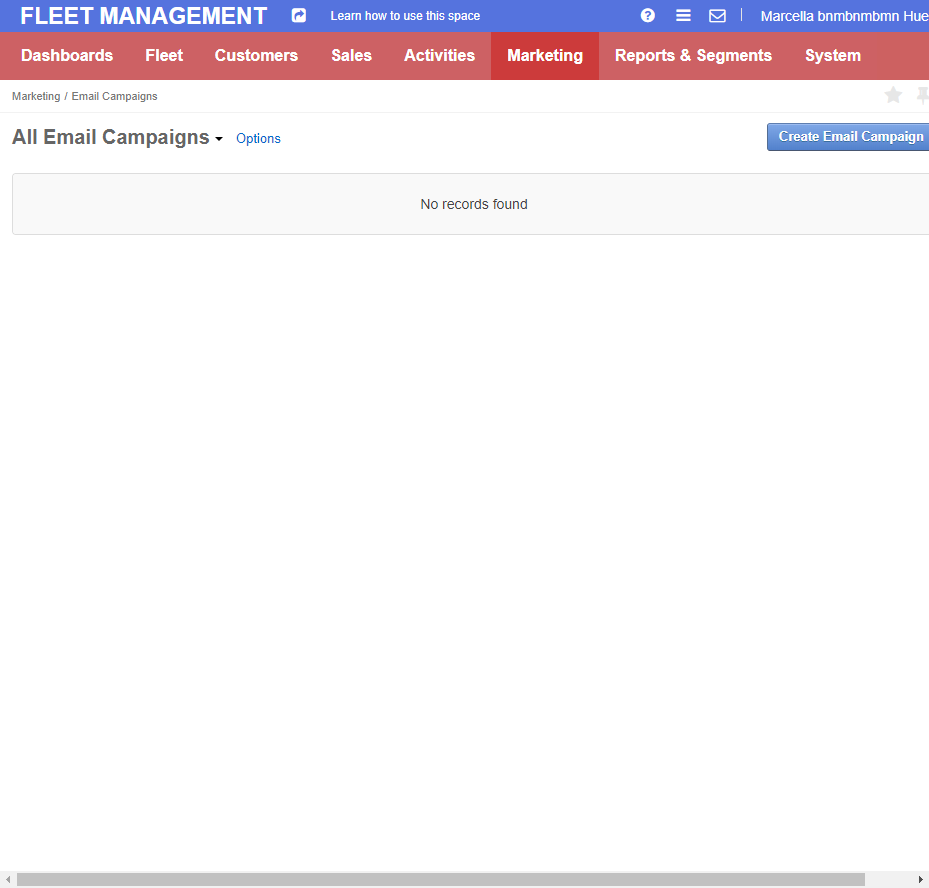 FLEET MANAGEMENT Learn how to use this space Marcella bnmbnmbmn Hue
Dashboards Fleet Customers Sales Activities Marketing Reports & Segments System
Marketing / Email Campaigns
All Email Campaigns Options Create Email Campaign
No records found